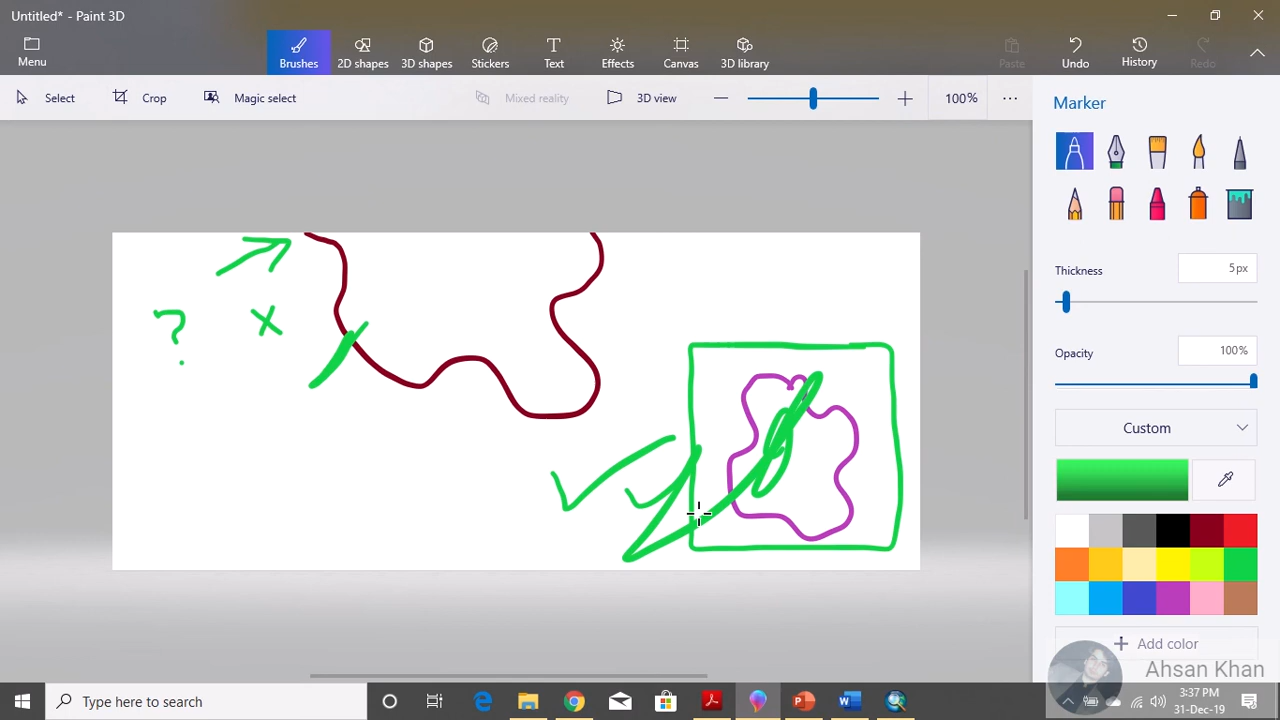 Untitled* - Paint 3D
Menu
Brushes
2D shapes
3D shapes
Stickers
Text
Effects
Canvas
3D library
Paste
Undo
History
Redo
Select
Crop
Magic select
Mixed reality
3D view
100%
Marker
Thickness
5px
Opacity
100%
Custom
Add color
? x
Ahsan Khan
Type here to search
3:37 PM
31-Dec-19